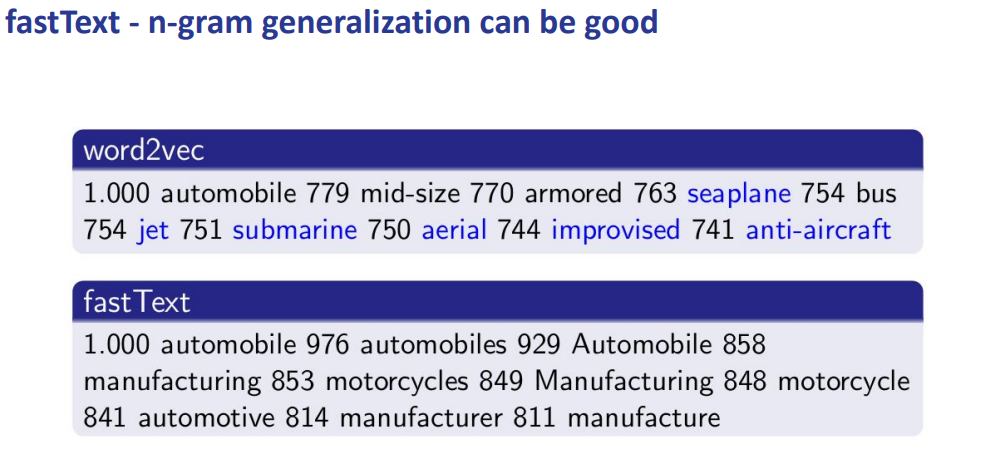 fastText - n-gram generalization can be good
word2vec
1.000 automobile 779 mid-size 770 armored 763 seaplane 754 bus
754 jet 751 submarine 750 aerial 744 improvised 741 anti-aircraft
fastText
1.000 automobile 976 automobiles 929 Automobile 858
manufacturing 853 motorcycles 849 Manufacturing 848 motorcycle
841 automotive 814 manufacturer 811 manufacture